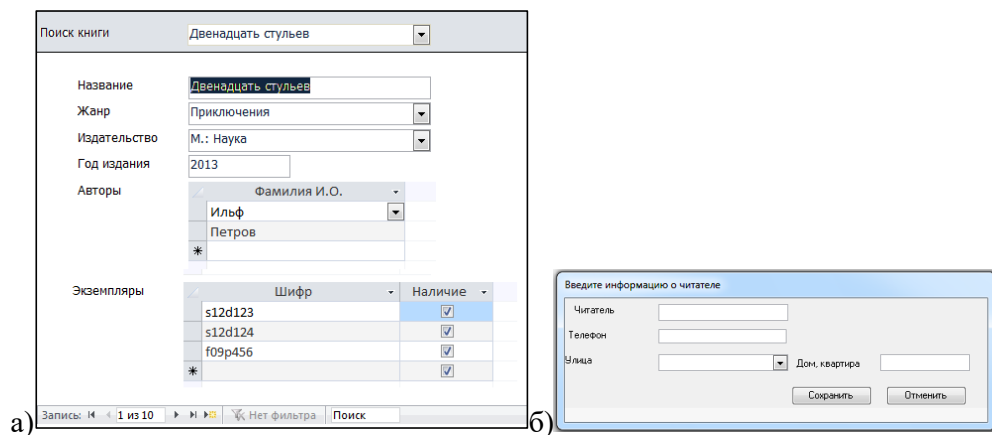 Поиск книги Двенадцать стульев
Название Двенадцать стульев
Жанр Приключения
Издательство М.: Наука
Год издания 2013
Авторы Фамилия И.О.
Ильф
Петров
Экземпляры Шифр Наличие
s12d123
s12d124
f09p456
Запись: 1 из 10 Нет фильтра Поиск
а)
Введите информацию о читателе
Читатель
Телефон
Улица Дом, квартира
Сохранить Отменить
б)